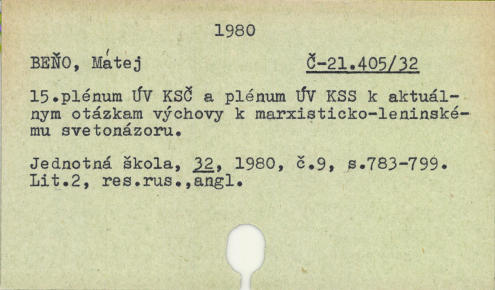 1980
BEŇO, Mátej Č-21.405/32
15.plénum ÚV KSČ a plénum ÚV KSS k aktuál-
nym otázkam výchovy k marxisticko-leninské-
mu svetonázoru.
Jednotná škola, 32, 1980, č.9, s.783-799.
Lit.2, res.rus.,angl.